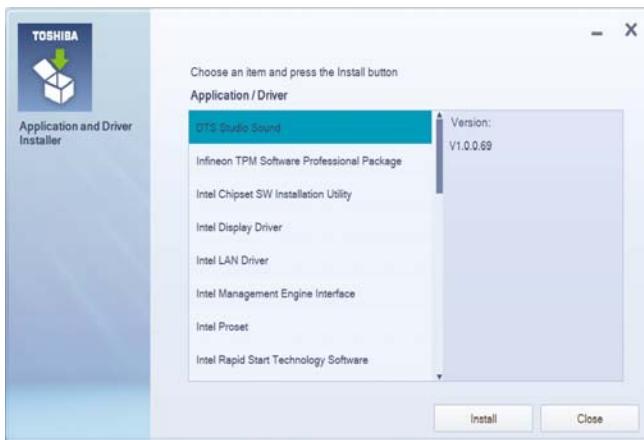 TOSHIBA
Application and Driver
Installer
Choose an item and press the Install button
Application / Driver
DTS Studio Sound
Version:
V1.0.0.69
Infineon TPM Software Professional Package
Intel Chipset SW Installation Utility
Intel Display Driver
Intel LAN Driver
Intel Management Engine Interface
Intel Proset
Intel Rapid Start Technology Software
Install
Close